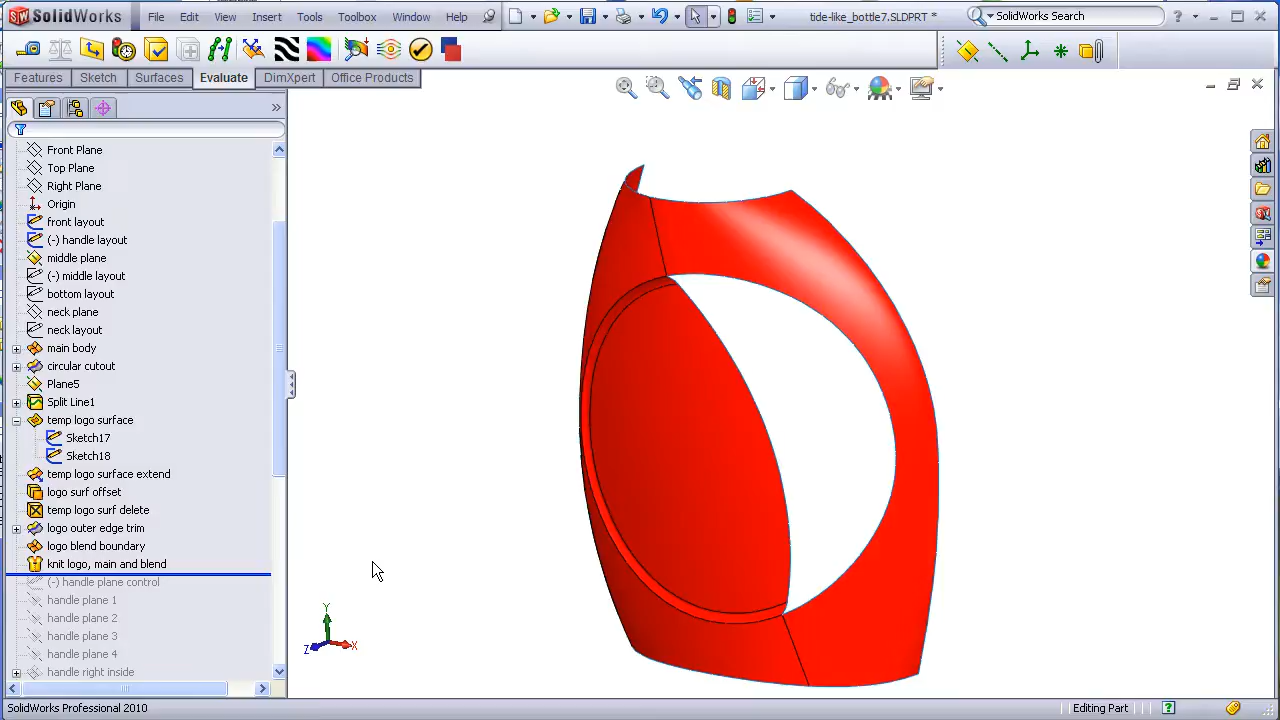 SolidWorks File Edit View Insert Tools Toolbox Window Help tide-like_bottle7.SLDPRT * SolidWorks Search
Features Sketch Surfaces Evaluate DimXpert Office Products
Front Plane
Top Plane
Right Plane
Origin
front layout
(-) handle layout
middle plane
(-) middle layout
bottom layout
neck plane
neck layout
main body
circular cutout
Plane5
Split Line1
temp logo surface
Sketch17
Sketch18
temp logo surface extend
logo surf offset
temp logo surf delete
logo outer edge trim
logo blend boundary
knit logo, main and blend
(-) handle plane control
handle plane 1
handle plane 2
handle plane 3
handle plane 4
handle right inside
Y
Z X
SolidWorks Professional 2010 Editing Part